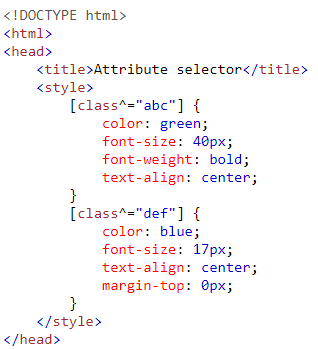 <!DOCTYPE html>
<html>
<head>
    <title>Attribute selector</title>
    <style>
        [class^="abc"] {
            color: green;
            font-size: 40px;
            font-weight: bold;
            text-align: center;
        }
        [class^="def"] {
            color: blue;
            font-size: 17px;
            text-align: center;
            margin-top: 0px;
        }
    </style>
</head>